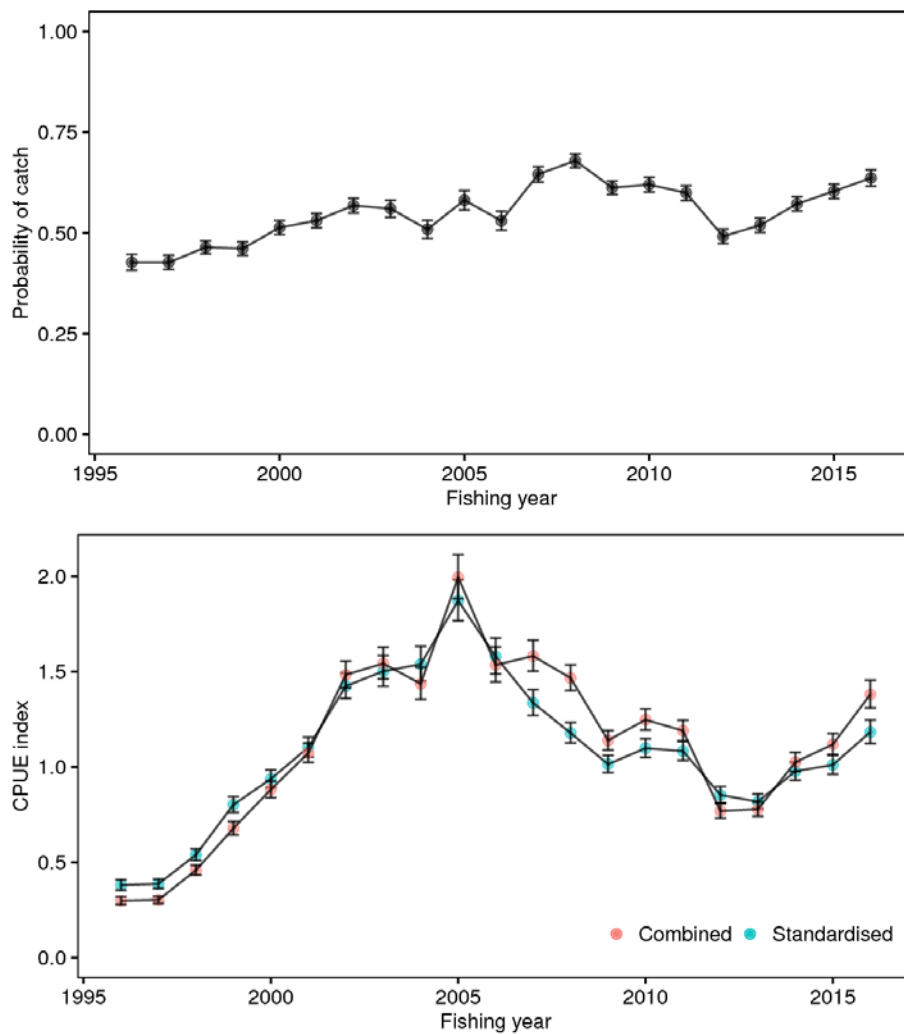 1.00
0.75
0.50
0.25
0.00
Probability of catch
1995 2000 2005 2010 2015
Fishing year
2.0
1.5
1.0
0.5
0.0
CPUE index
Combined Standardised
1995 2000 2005 2010 2015
Fishing year